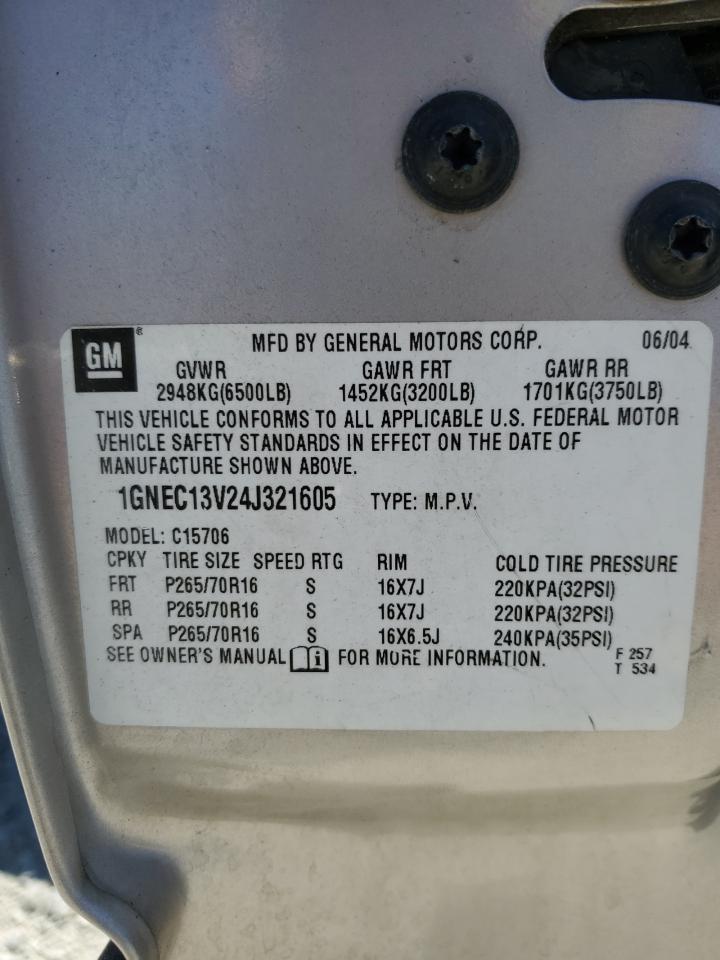 GM ® MFD BY GENERAL MOTORS CORP. 06/04
GVWR GAWR FRT GAWR RR
2948KG(6500LB) 1452KG(3200LB) 1701KG(3750LB)
THIS VEHICLE CONFORMS TO ALL APPLICABLE U.S. FEDERAL MOTOR
VEHICLE SAFETY STANDARDS IN EFFECT ON THE DATE OF
MANUFACTURE SHOWN ABOVE.
1GNEC13V24J321605 TYPE: M.P.V.
MODEL: C15706
CPKY TIRE SIZE SPEED RTG RIM COLD TIRE PRESSURE
FRT P265/70R16 S 16X7J 220KPA(32PSI)
RR P265/70R16 S 16X7J 220KPA(32PSI)
SPA P265/70R16 S 16X6.5J 240KPA(35PSI)
SEE OWNER'S MANUAL i FOR MORE INFORMATION. F 257
T 534